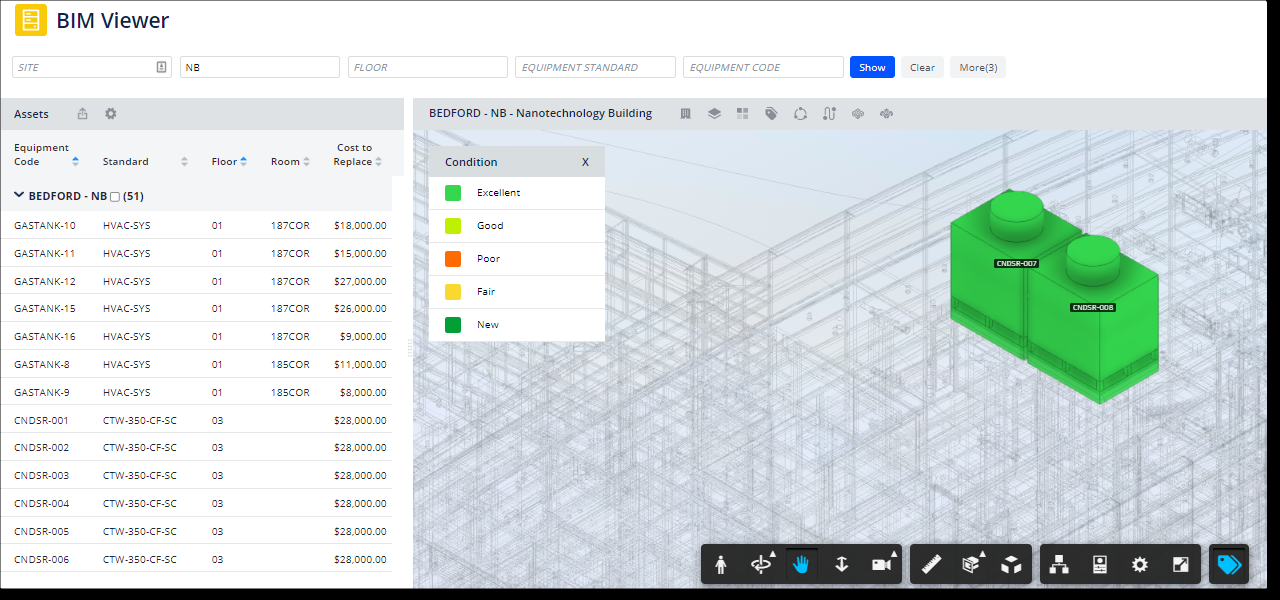 BIM Viewer
SITE NB FLOOR EQUIPMENT STANDARD EQUIPMENT CODE Show Clear More(3)
Assets
BEDFORD - NB - Nanotechnology Building
Equipment Code Standard Floor Room Cost to Replace
BEDFORD - NB (51)
GASTANK-10 HVAC-SYS 01 187COR $18,000.00
GASTANK-11 HVAC-SYS 01 187COR $15,000.00
GASTANK-12 HVAC-SYS 01 187COR $27,000.00
GASTANK-15 HVAC-SYS 01 187COR $26,000.00
GASTANK-16 HVAC-SYS 01 187COR $9,000.00
GASTANK-8 HVAC-SYS 01 185COR $11,000.00
GASTANK-9 HVAC-SYS 01 185COR $8,000.00
CNDSR-001 CTW-350-CF-SC 03 $28,000.00
CNDSR-002 CTW-350-CF-SC 03 $28,000.00
CNDSR-003 CTW-350-CF-SC 03 $28,000.00
CNDSR-004 CTW-350-CF-SC 03 $28,000.00
CNDSR-005 CTW-350-CF-SC 03 $28,000.00
CNDSR-006 CTW-350-CF-SC 03 $28,000.00
Condition X
Excellent
Good
Poor
Fair
New
CNDSR-007
CNDSR-008